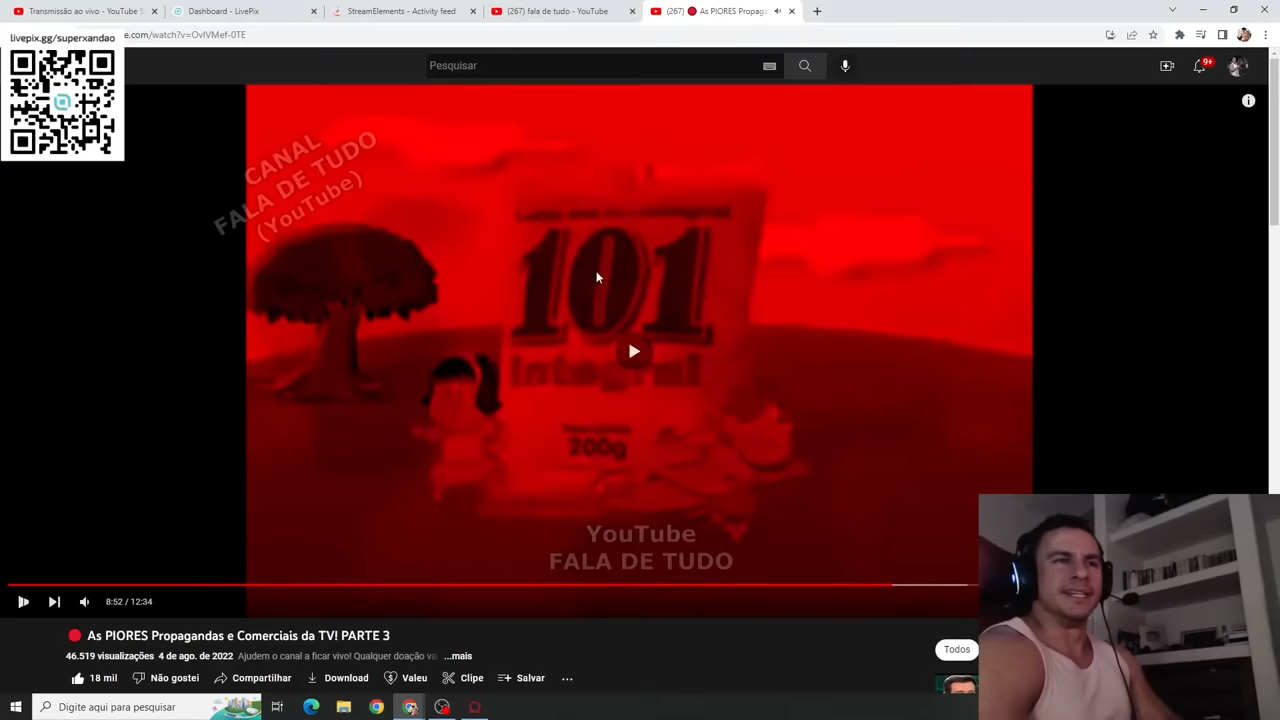 Transmissão ao vivo - YouTube S
Dashboard - LivePix
StreamElements - Activity feed
(267) fala de tudo - YouTube
(267) 🔴 As PIORES Propaga
livepix.gg/superxandao
e.com/watch?v=OvIVMef-0TE
Pesquisar
9+
CANAL
FALA DE TUDO
(YouTube)
101
Integral
200g
YouTube
FALA DE TUDO
8:52 / 12:34
🔴 As PIORES Propagandas e Comerciais da TV! PARTE 3
46.519 visualizações 4 de ago. de 2022 Ajudem o canal a ficar vivo! Qualquer doação va ...mais
Todos
18 mil Não gostei Compartilhar Download Valeu Clipe Salvar ...
Digite aqui para pesquisar